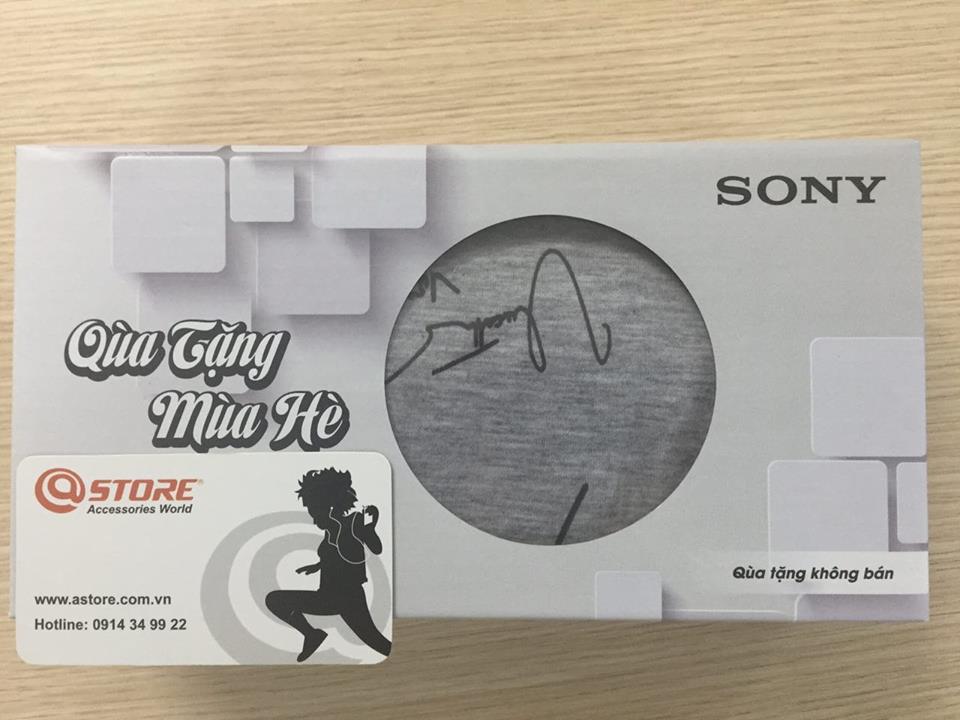 SONY
Qùa Tặng
Mùa Hè
@STORE®
Accessories World
www.astore.com.vn
Hotline: 0914 34 99 22
Qùa tặng không bán